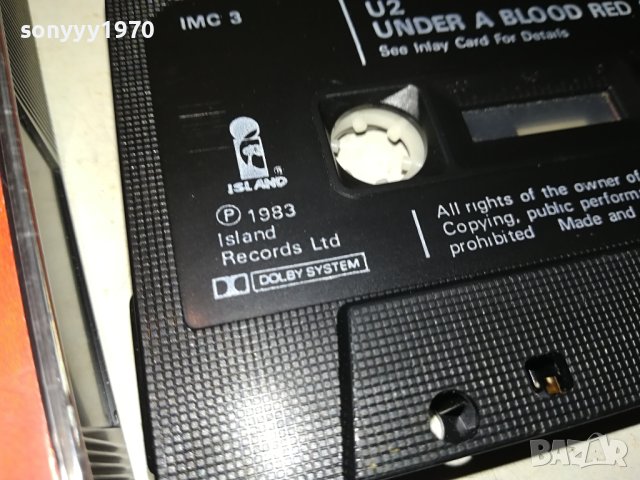 sonyyy1970
IMC 3
U2
UNDER A BLOOD RED
See Inlay Card For Details
ISLAND
®
Ⓟ 1983
Island
Records Ltd
DOLBY SYSTEM
All rights of the owner of
Copying, public perform
prohibited Made and
BAZAR